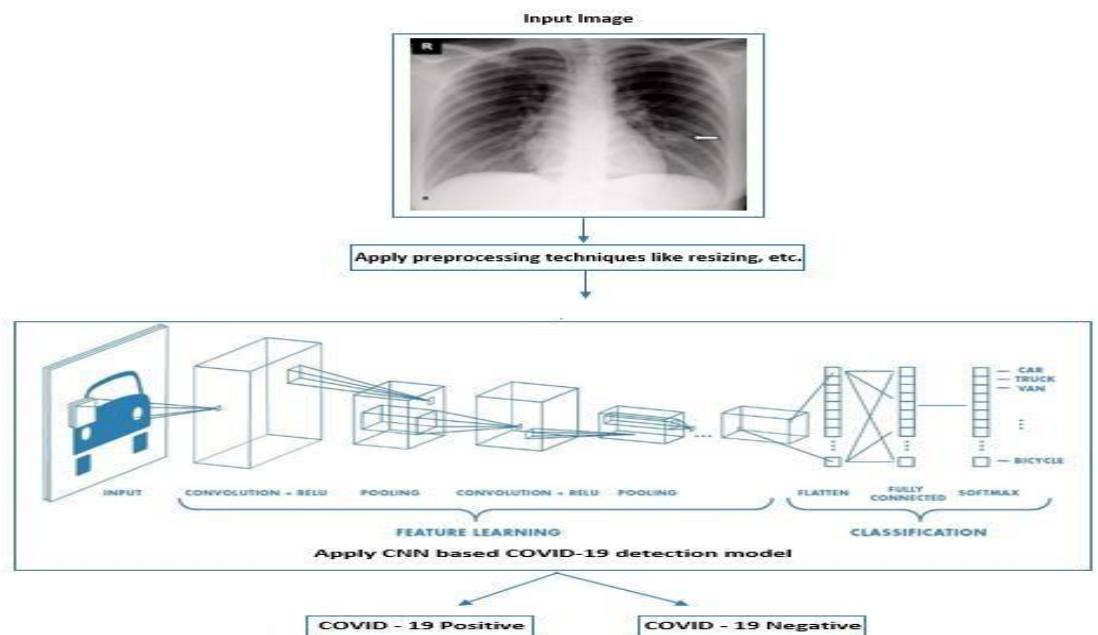 Input Image
R
Apply preprocessing techniques like resizing, etc.
CAR
TRUCK
VAN
BICYCLE
INPUT CONVOLUTION + RELU POOLING CONVOLUTION + RELU POOLING FLATTEN FULLY CONNECTED SOFTMAX
FEATURE LEARNING CLASSIFICATION
Apply CNN based COVID-19 detection model
COVID - 19 Positive COVID - 19 Negative